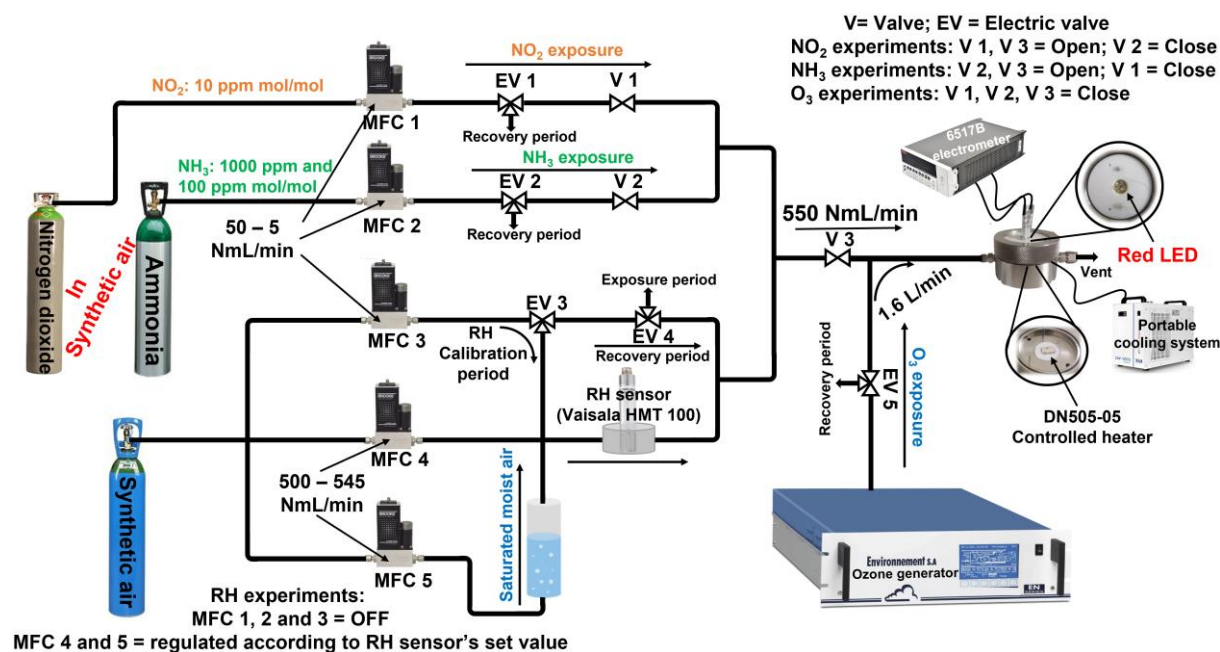 V= Valve; EV = Electric valve
NO₂ experiments: V 1, V 3 = Open; V 2 = Close
NH₃ experiments: V 2, V 3 = Open; V 1 = Close
O₃ experiments: V 1, V 2, V 3 = Close
NO₂: 10 ppm mol/mol
MFC 1
NO₂ exposure
EV 1
V 1
Recovery period
NH₃: 1000 ppm and
100 ppm mol/mol
MFC 2
NH₃ exposure
EV 2
V 2
Recovery period
50 – 5
NmL/min
Nitrogen dioxide
In
Synthetic air
Ammonia
MFC 3
EV 3
RH
Calibration
period
Exposure period
EV 4
Recovery period
RH sensor
(Vaisala HMT 100)
Synthetic air
MFC 4
500 – 545
NmL/min
MFC 5
Saturated moist air
RH experiments:
MFC 1, 2 and 3 = OFF
MFC 4 and 5 = regulated according to RH sensor's set value
550 NmL/min
V 3
1.6 L/min
6517B
electrometer
Red LED
Vent
Portable
cooling system
DN505-05
Controlled heater
Recovery period
EV 5
O₃ exposure
Environnement S.A
Ozone generator
EN